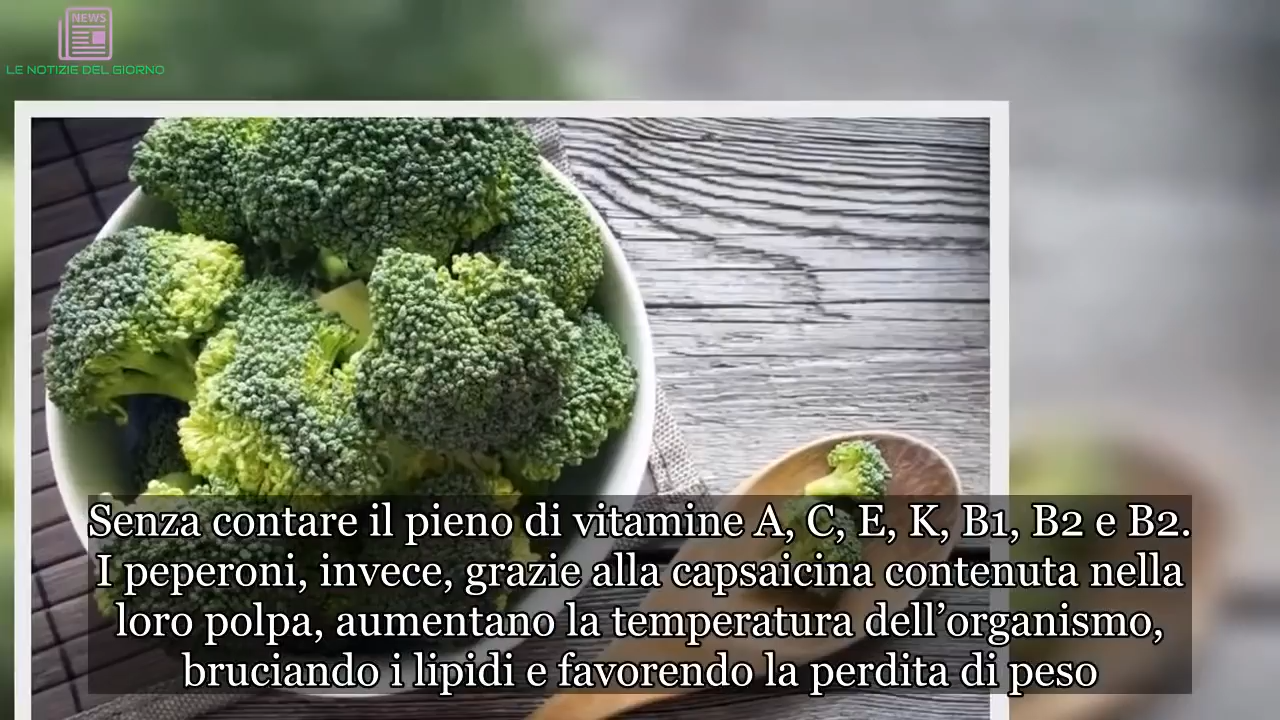 NEWS
LE NOTIZIE DEL GIORNO
Senza contare il pieno di vitamine A, C, E, K, B1, B2 e B2.
I peperoni, invece, grazie alla capsaicina contenuta nella
loro polpa, aumentano la temperatura dell’organismo,
bruciando i lipidi e favorendo la perdita di peso